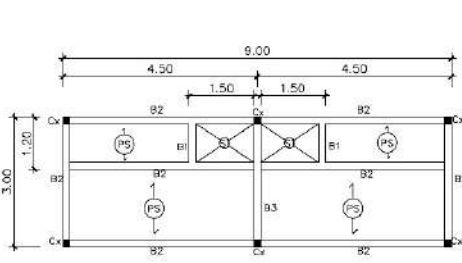 9.00
4.50 4.50
1.50 1.50
B2 Cx B2
Cx Cx
1.20 PS B1 S1 S1 B1 PS
3.00 B2 B2 B2 B
PS B3 PS
Cx Cx Cx
B2 B2